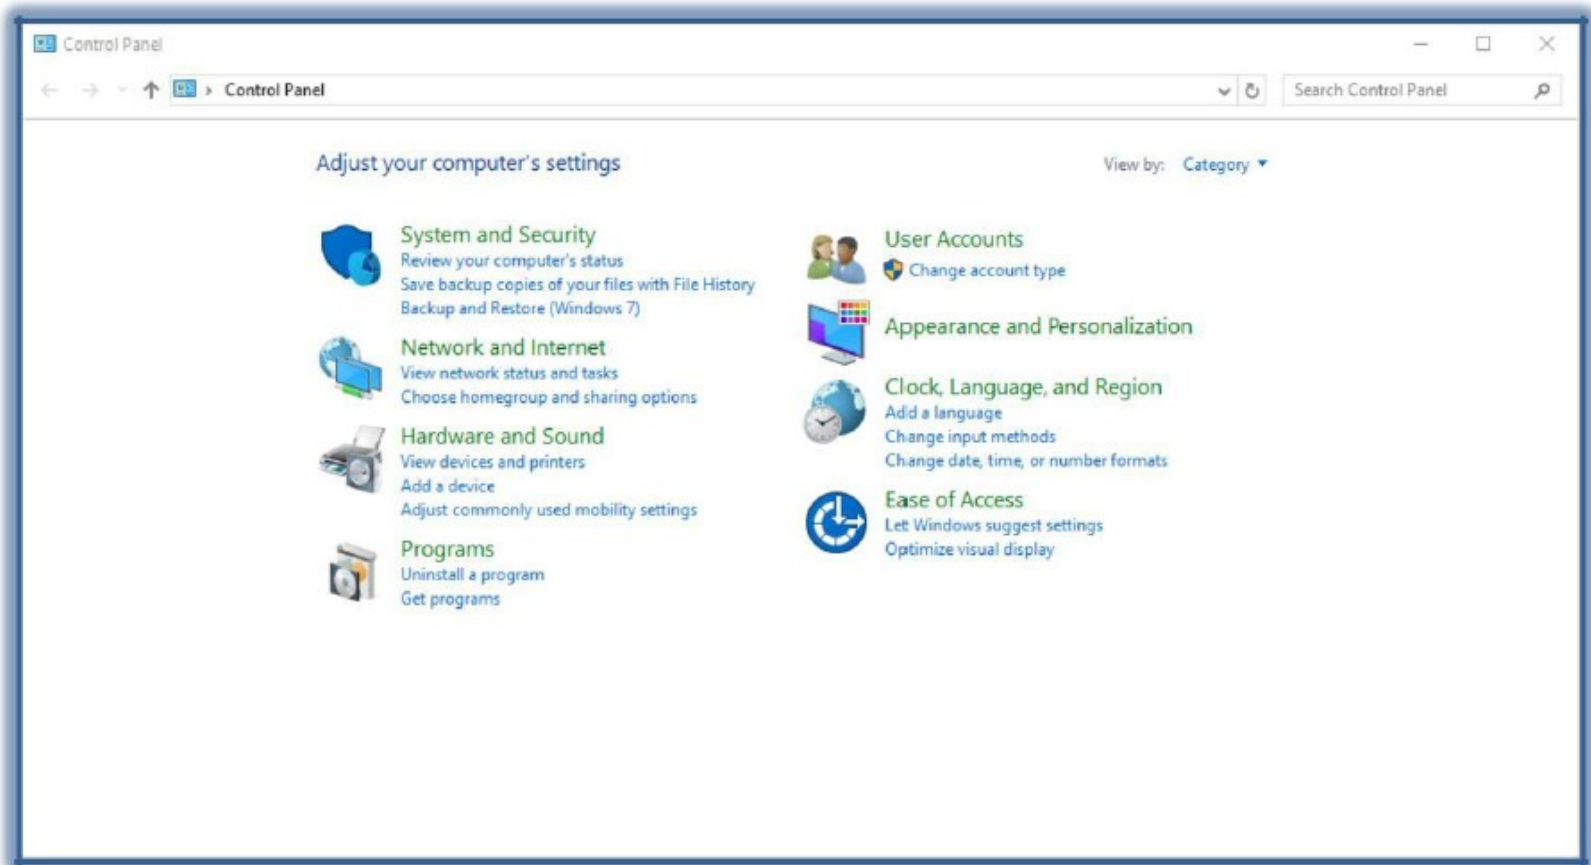 Control Panel
Control Panel
Search Control Panel
Adjust your computer's settings
View by: Category
System and Security
Review your computer's status
Save backup copies of your files with File History
Backup and Restore (Windows 7)
Network and Internet
View network status and tasks
Choose homegroup and sharing options
Hardware and Sound
View devices and printers
Add a device
Adjust commonly used mobility settings
Programs
Uninstall a program
Get programs
User Accounts
Change account type
Appearance and Personalization
Clock, Language, and Region
Add a language
Change input methods
Change date, time, or number formats
Ease of Access
Let Windows suggest settings
Optimize visual display